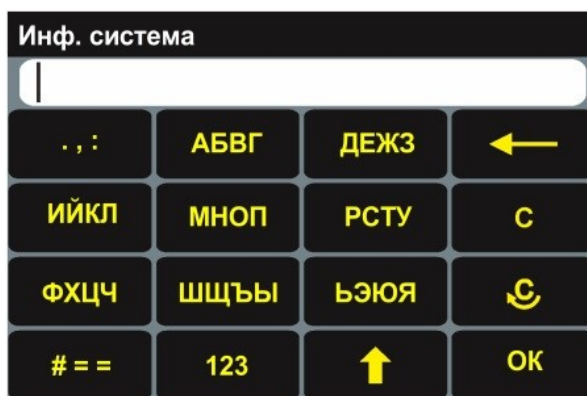 Инф. система
. , : АБВГ ДЕЖЗ
ИЙКЛ МНОП РСТУ С
ФХЦЧ ШЩЪЫ ЬЭЮЯ С
# = = 123 ОК